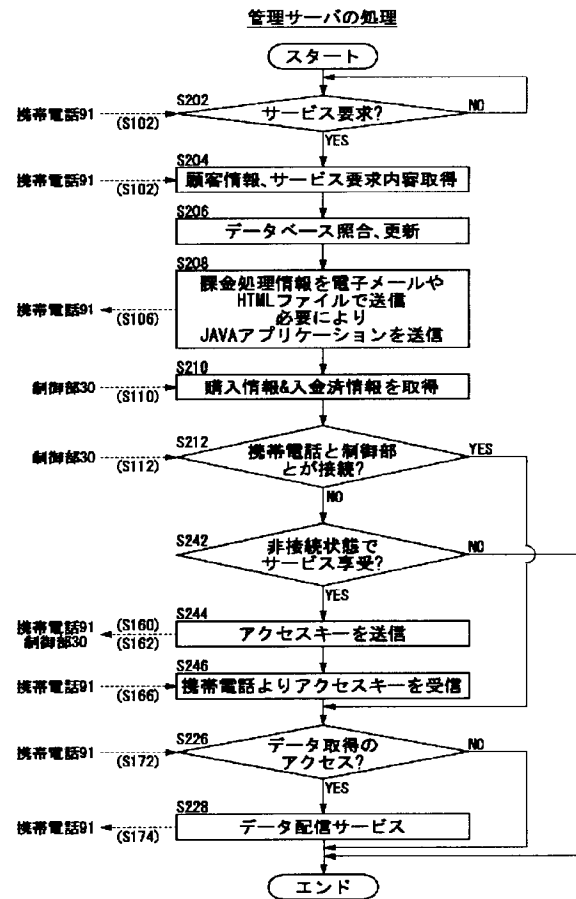 管理サーバの処理
スタート
S202
携帯電話91
(S102)
サービス要求?
NO
YES
S204
携帯電話91
(S102)
顧客情報、サービス要求内容取得
S206
データベース照合、更新
S208
課金処理情報を電子メールや
HTMLファイルで送信
必要により
JAVAアプリケーションを送信
携帯電話91
(S106)
S210
制御部30
(S110)
購入情報&入金済情報を取得
S212
制御部30
(S112)
携帯電話と制御部
とが接続?
YES
NO
S242
非接続状態で
サービス享受?
NO
YES
S244
携帯電話91
(S160)
制御部30
(S162)
アクセスキーを送信
S246
携帯電話91
(S166)
携帯電話よりアクセスキーを受信
S226
携帯電話91
(S172)
データ取得の
アクセス?
NO
YES
S228
携帯電話91
(S174)
データ配信サービス
エンド